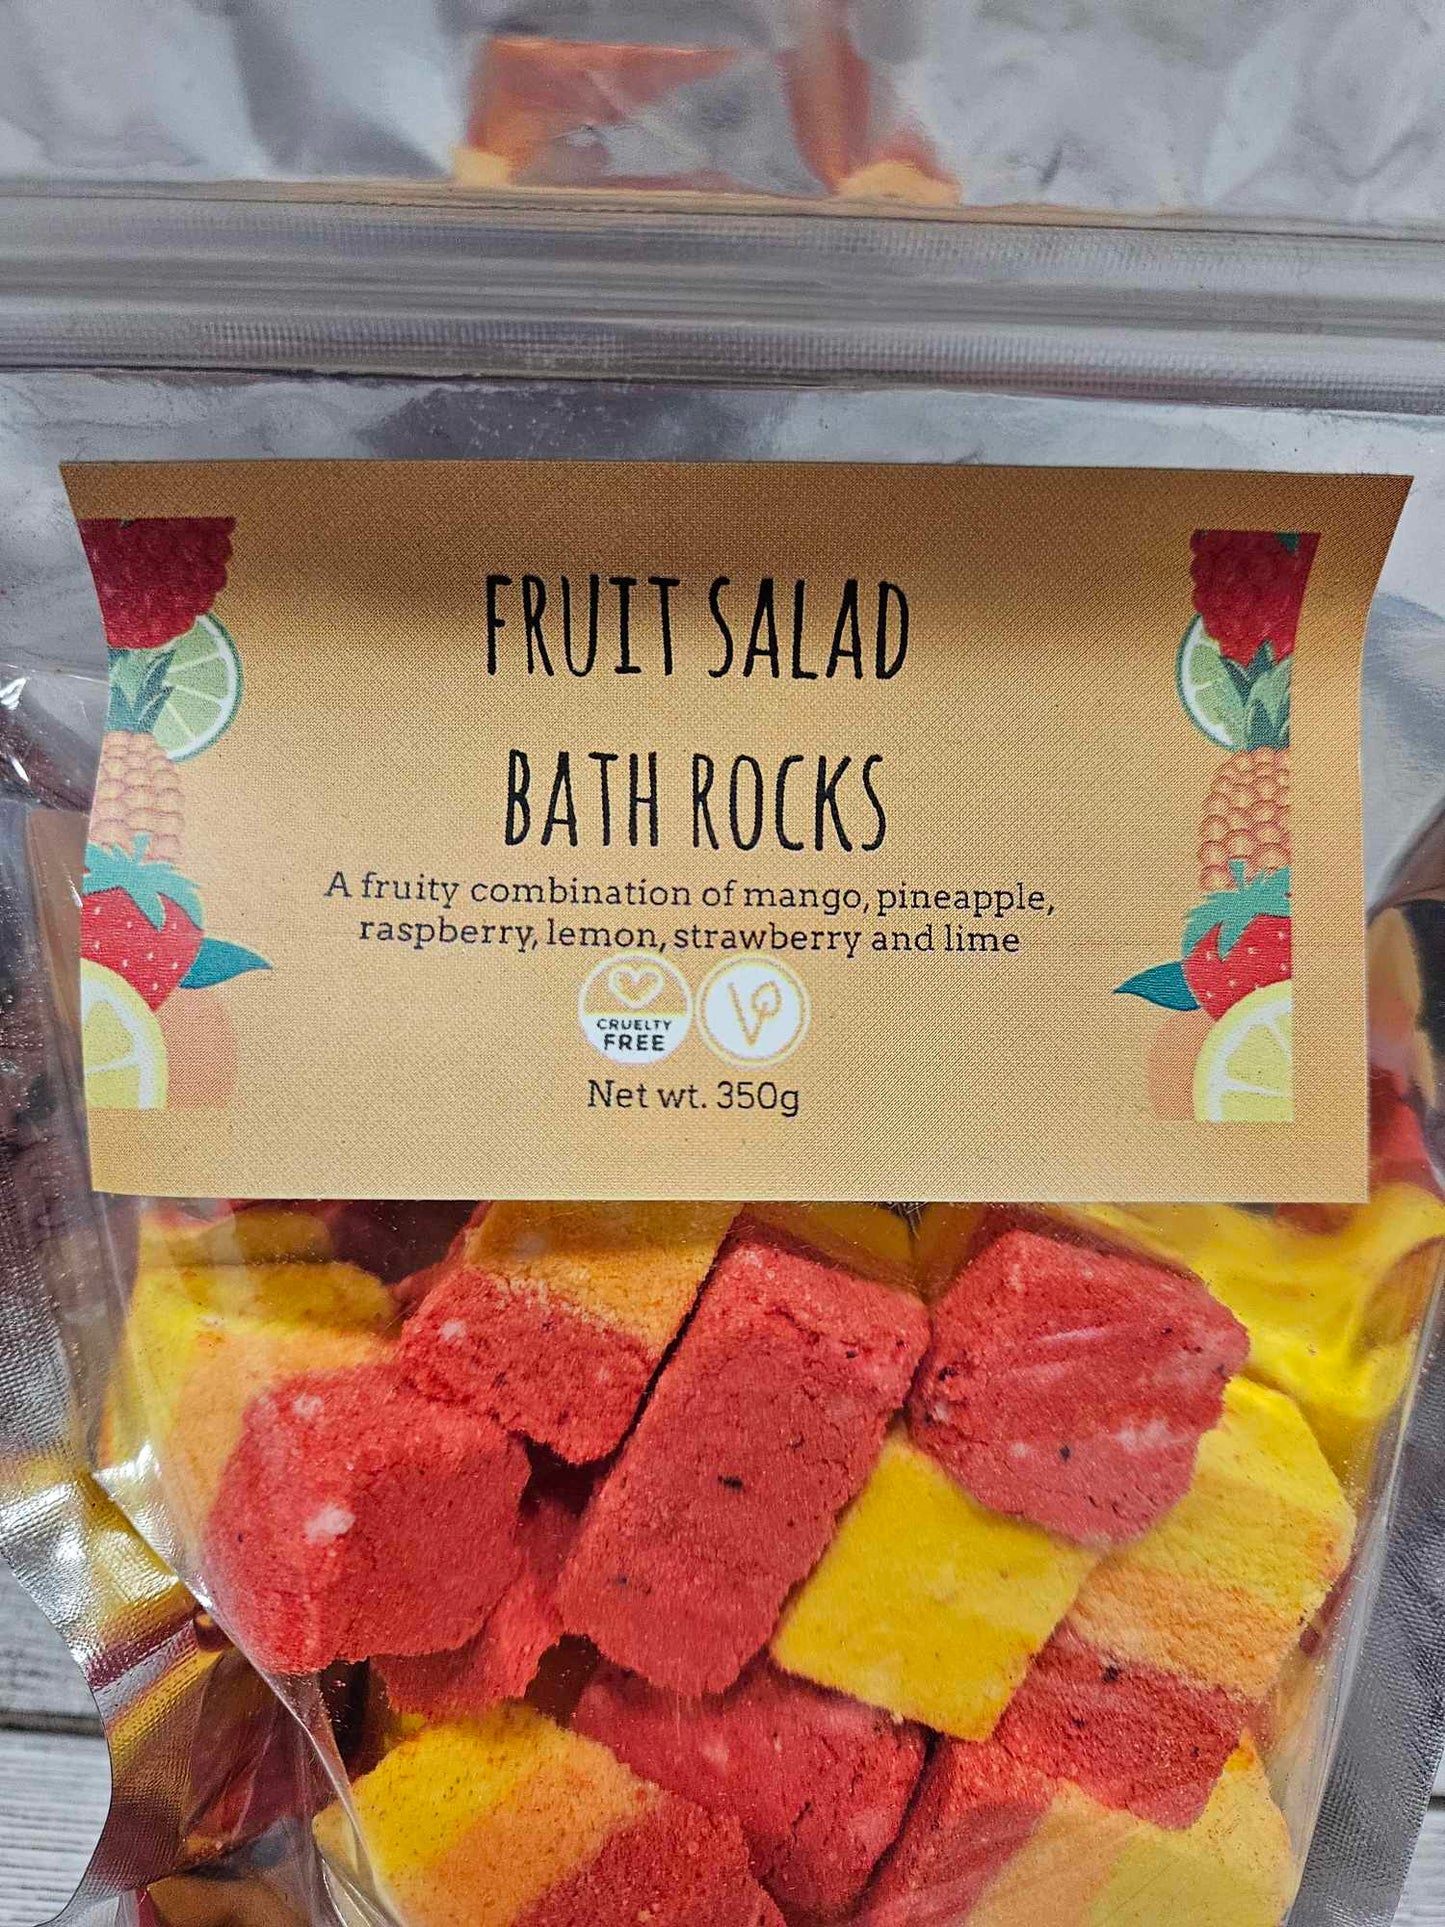 FRUIT SALAD
BATH ROCKS
A fruity combination of mango, pineapple,
raspberry, lemon, strawberry and lime
CRUELTY
FREE
V
Net wt. 350g